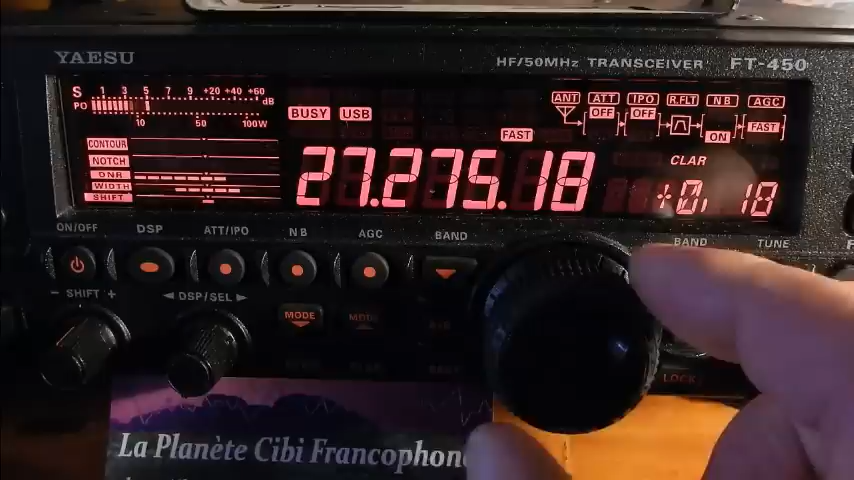 YAESU
HF/50MHz TRANSCEIVER FT-450
S 1 3 5 7 9 +20 +40 +60 dB
PO
10 50 100W
BUSY USB
FAST
ANT ATT IPO R.FLT NB AGC
OFF OFF ON FAST
CONTOUR
NOTCH
DNR
WIDTH
SHIFT
27.275.18
CLAR
+0, 18
ON/OFF DSP ATT/IPO NB AGC BAND BAND TUNE
- SHIFT + ◄ DSP/SEL ►
MODE MODE
LOCK
La Planète Cibi Francophone